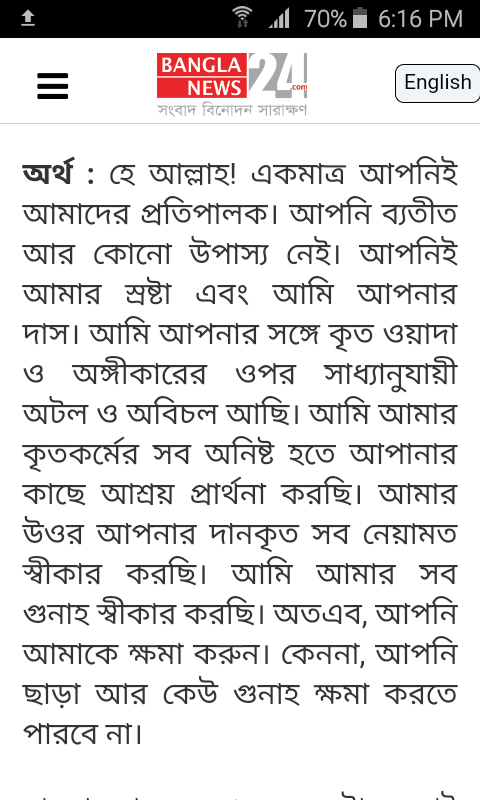 70% 6:16 PM
BANGLA NEWS 24 .com
সংবাদ বিনোদন সারাক্ষণ
English
অর্থ : হে আল্লাহ! একমাত্র আপনিই
আমাদের প্রতিপালক। আপনি ব্যতীত
আর কোনো উপাস্য নেই। আপনিই
আমার স্রষ্টা এবং আমি আপনার
দাস। আমি আপনার সঙ্গে কৃত ওয়াদা
ও অঙ্গীকারের ওপর সাধ্যানুযায়ী
অটল ও অবিচল আছি। আমি আমার
কৃতকর্মের সব অনিষ্ট হতে আপানার
কাছে আশ্রয় প্রার্থনা করছি। আমার
উওর আপনার দানকৃত সব নেয়ামত
স্বীকার করছি। আমি আমার সব
গুনাহ স্বীকার করছি। অতএব, আপনি
আমাকে ক্ষমা করুন। কেননা, আপনি
ছাড়া আর কেউ গুনাহ ক্ষমা করতে
পারবে না।